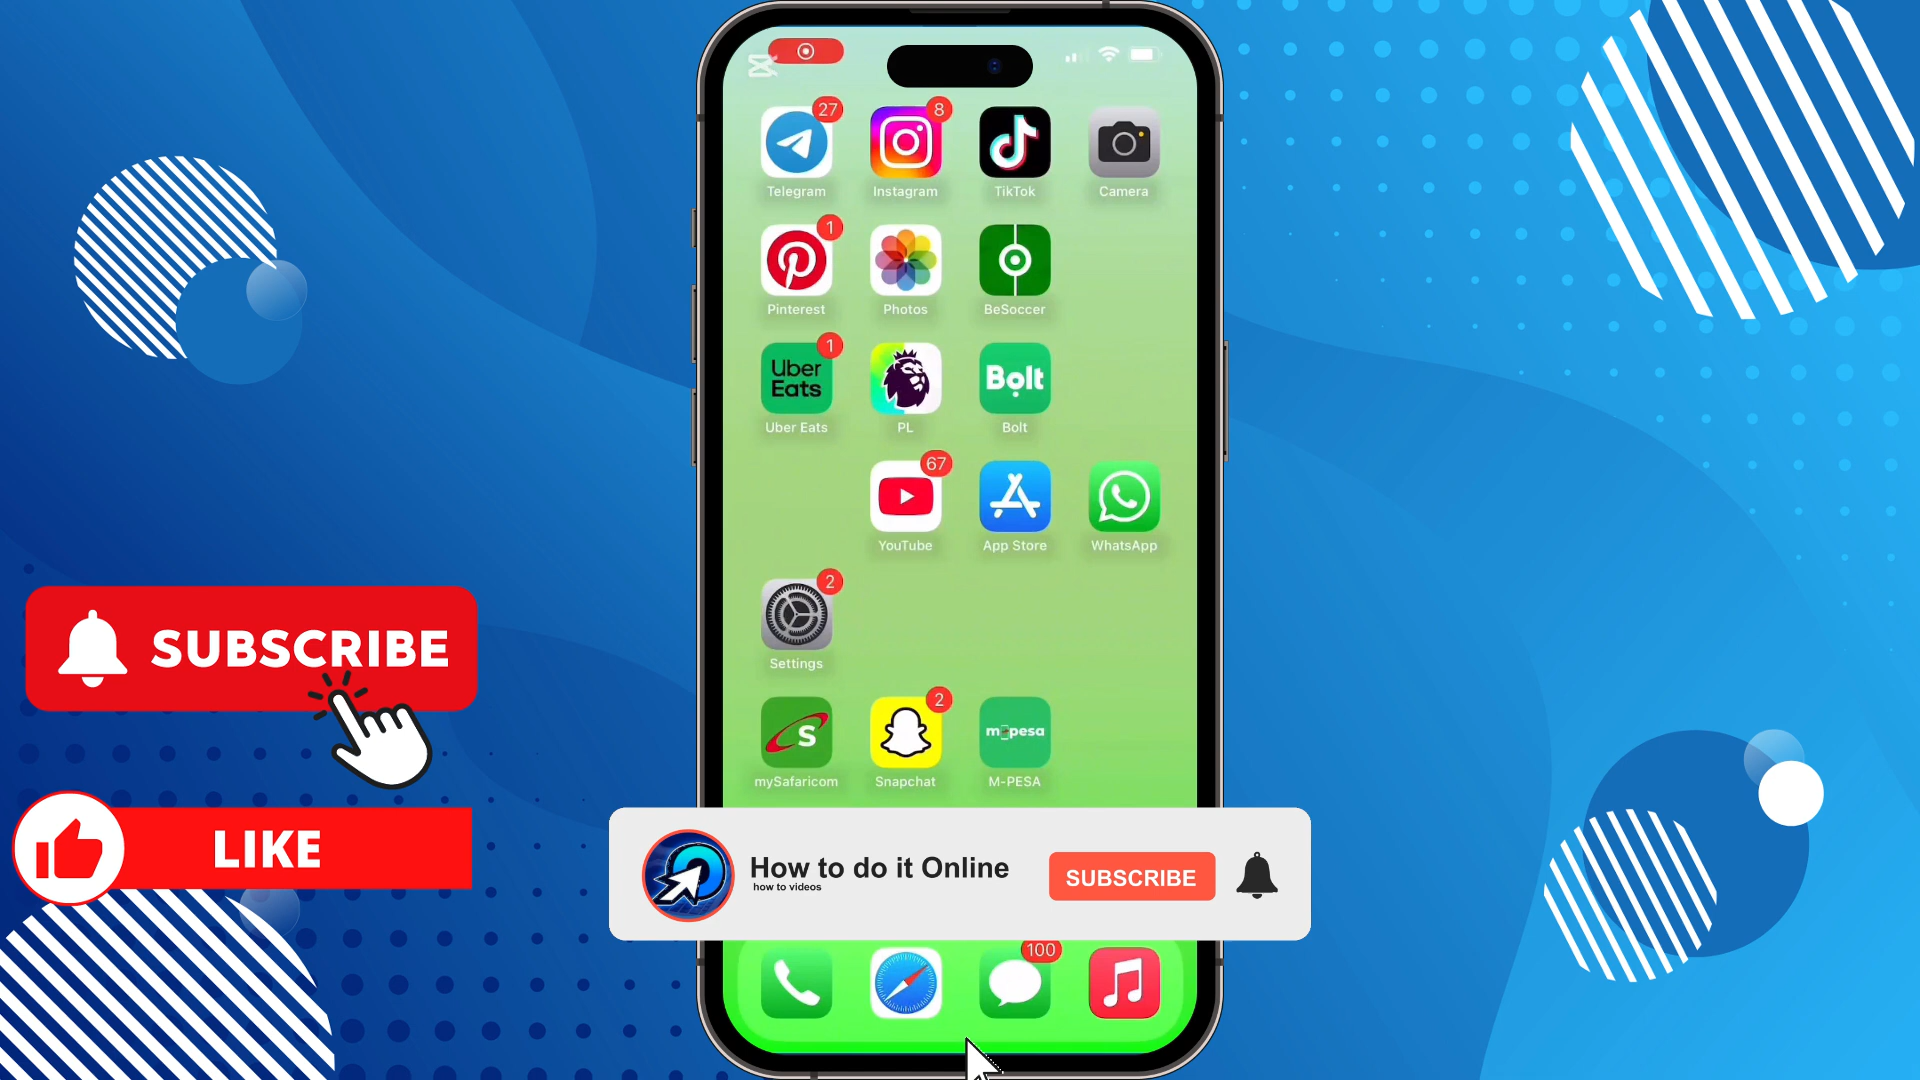 27
8
Telegram
Instagram
TikTok
Camera
1
Pinterest
Photos
BeSoccer
1
Uber
Eats
Bolt
Uber Eats
PL
Bolt
67
YouTube
App Store
WhatsApp
2
Settings
SUBSCRIBE
2
S
m-pesa
mySafaricom
Snapchat
M-PESA
LIKE
How to do it Online
how to videos
SUBSCRIBE
100